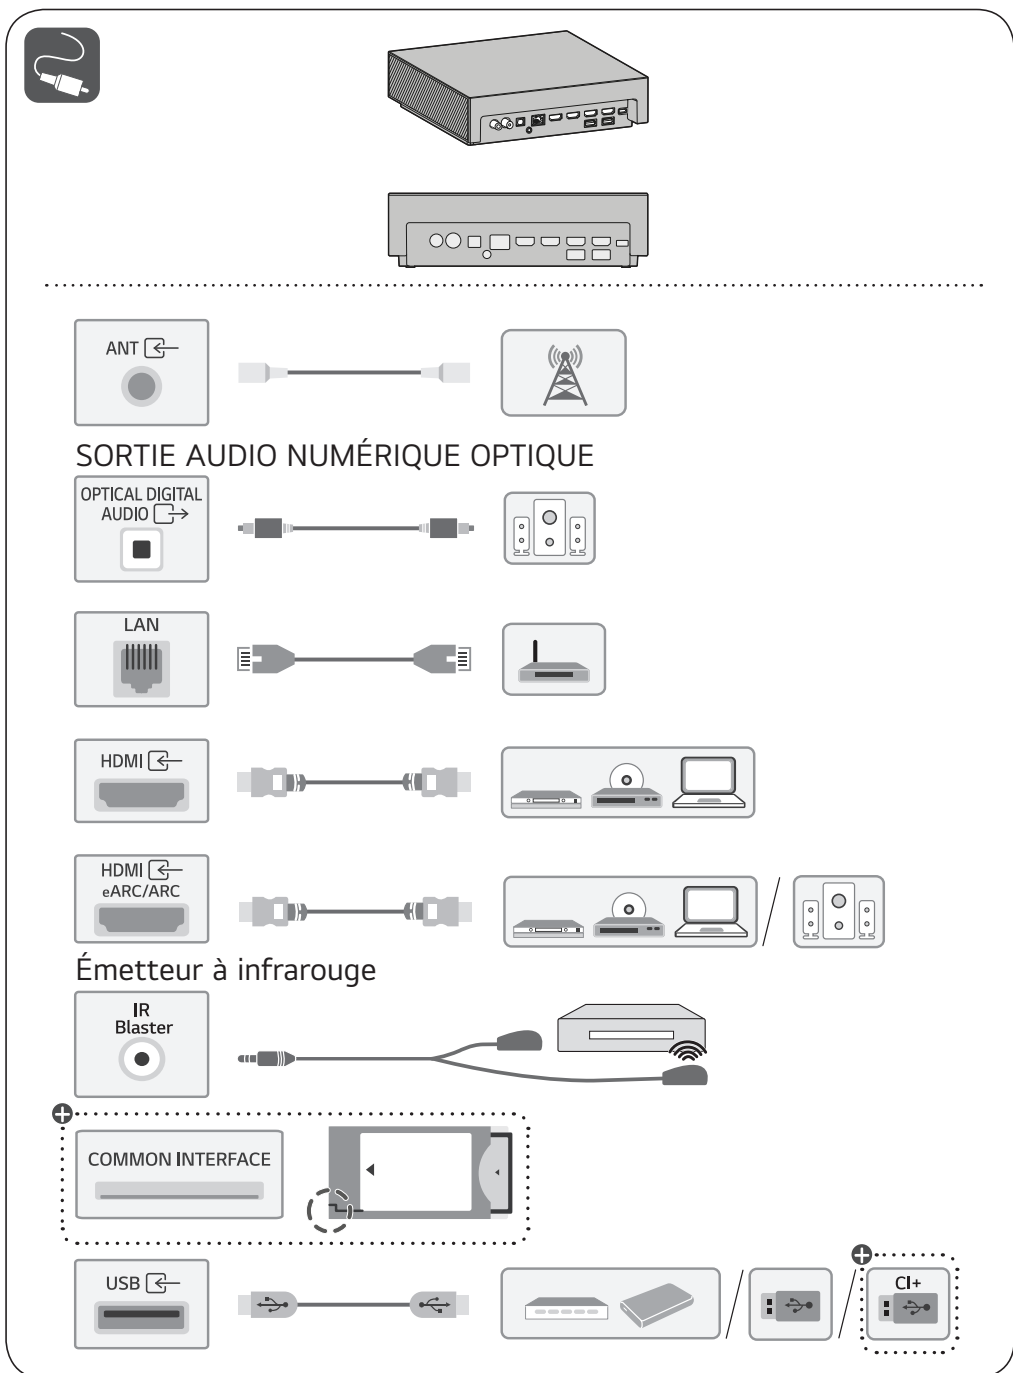 ANT
SORTIE AUDIO NUMÉRIQUE OPTIQUE
OPTICAL DIGITAL
AUDIO
LAN
HDMI
HDMI
eARC/ARC
Émetteur à infrarouge
IR
Blaster
COMMON INTERFACE
USB
CI+